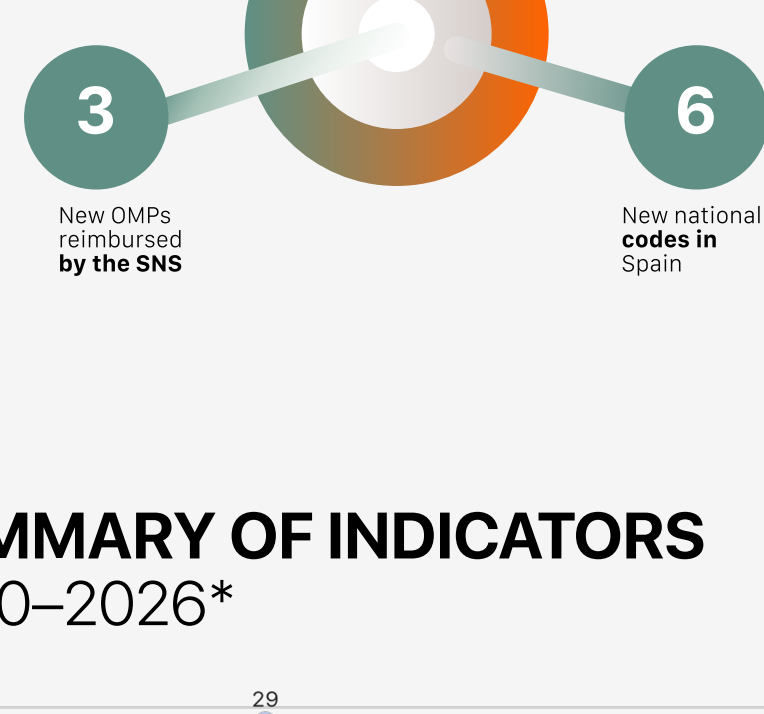 3
New OMPs
reimbursed
by the SNS
6
New national
codes in
Spain
MMARY OF INDICATORS
0–2026*
29